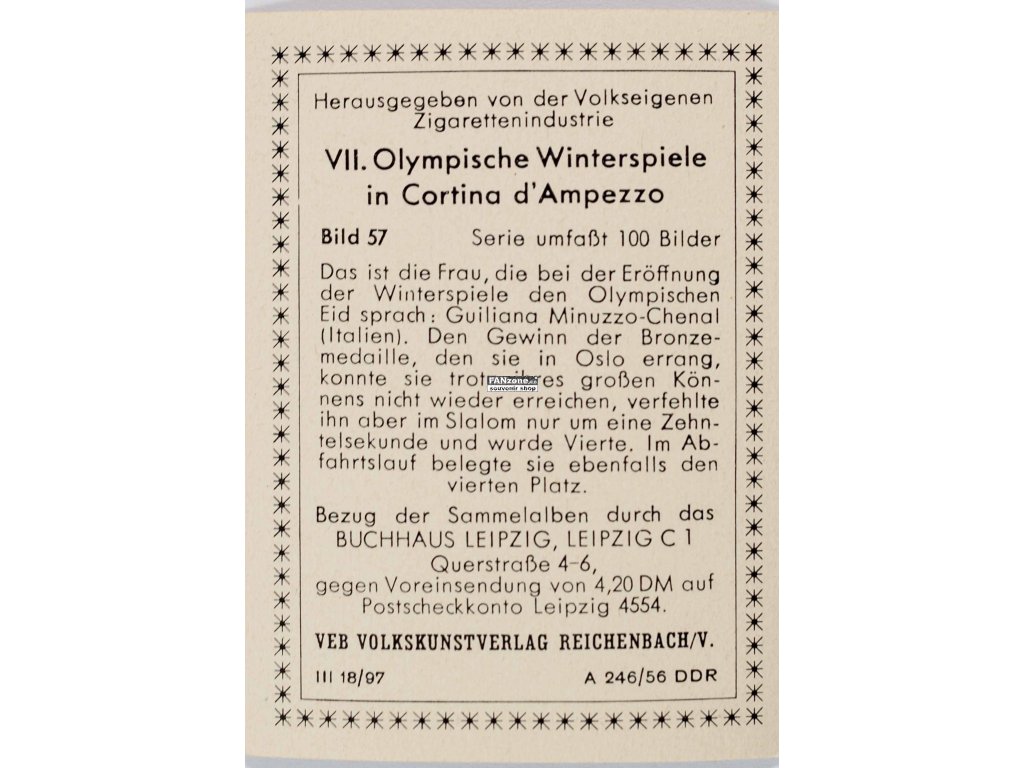 Herausgegeben von der Volkseigenen
Zigarettenindustrie
VII. Olympische Winterspiele
in Cortina d'Ampezzo
Bild 57 Serie umfaßt 100 Bilder
Das ist die Frau, die bei der Eröffnung
der Winterspiele den Olympischen
Eid sprach: Guiliana Minuzzo-Chenal
(Italien). Den Gewinn der Bronze-
medaille, den sie in Oslo errang,
konnte sie großen Kön-
FANzone
souvenir shop
nens nicht wieder erreichen, verfehlte
ihn aber im Slalom nur um eine Zehn-
telsekunde und wurde Vierte. Im Ab-
fahrtslauf belegte sie ebenfalls den
vierten Platz.
Bezug der Sammelalben durch das
BUCHHAUS LEIPZIG, LEIPZIG C 1
Querstraße 4-6,
gegen Voreinsendung von 4,20 DM auf
Postscheckkonto Leipzig 4554.
VEB VOLKSKUNSTVERLAG REICHENBACH/V.
III 18/97 A 246/56 DDR